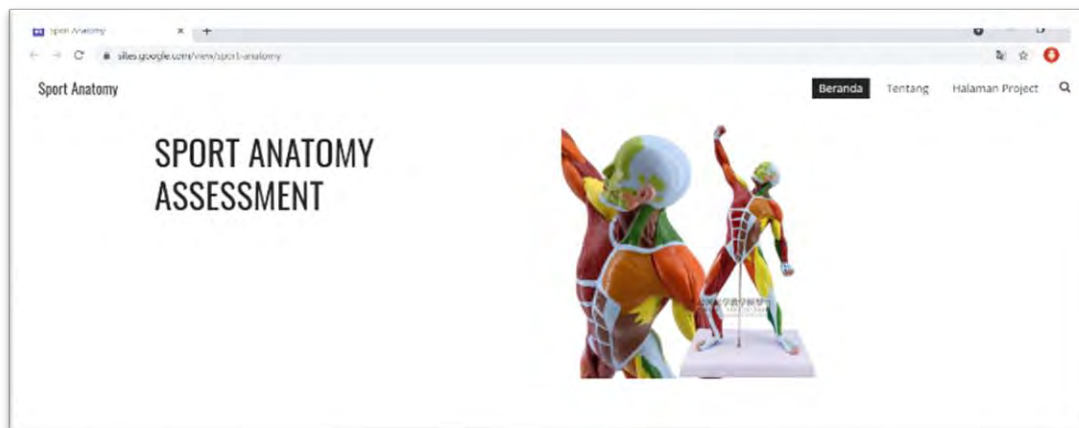 Sport Anatomy
sites.google.com/view/sport-anatomy
Sport Anatomy
Beranda Tentang Halaman Project
SPORT ANATOMY
ASSESSMENT